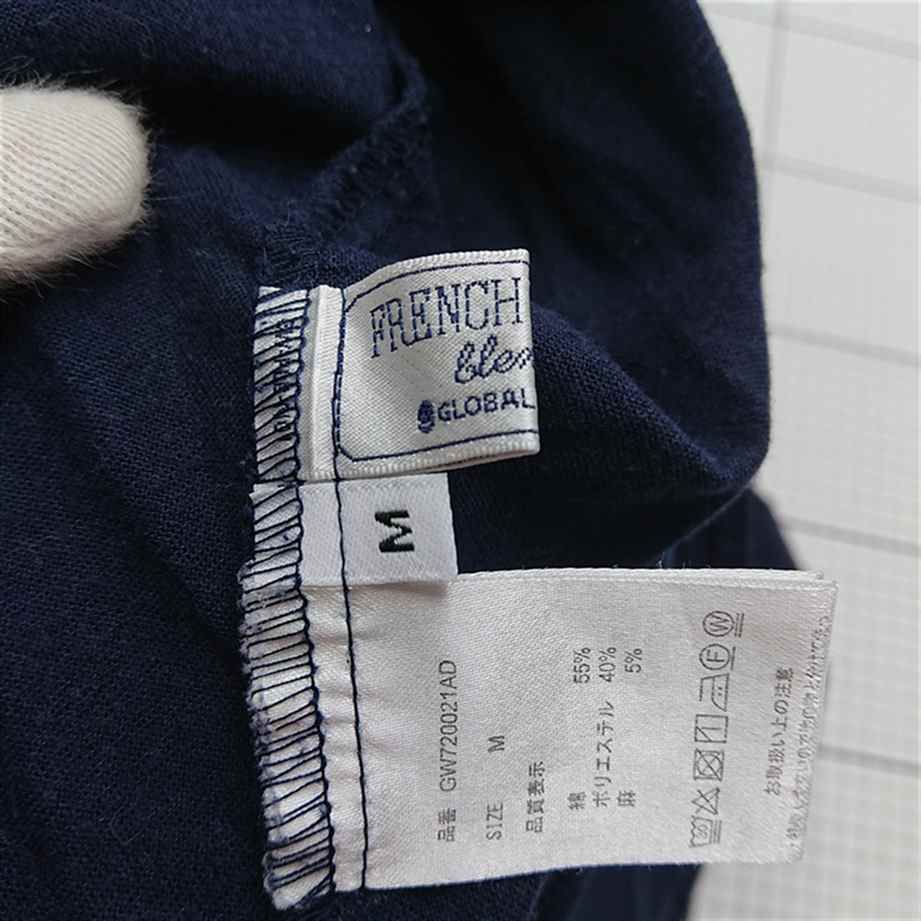 FRENCH
GLOBAL
M
品番 GW720021AD
SIZE M
品質表示
綿 55%
ポリエステル 40%
麻 5%
F W
お取扱い上の注意